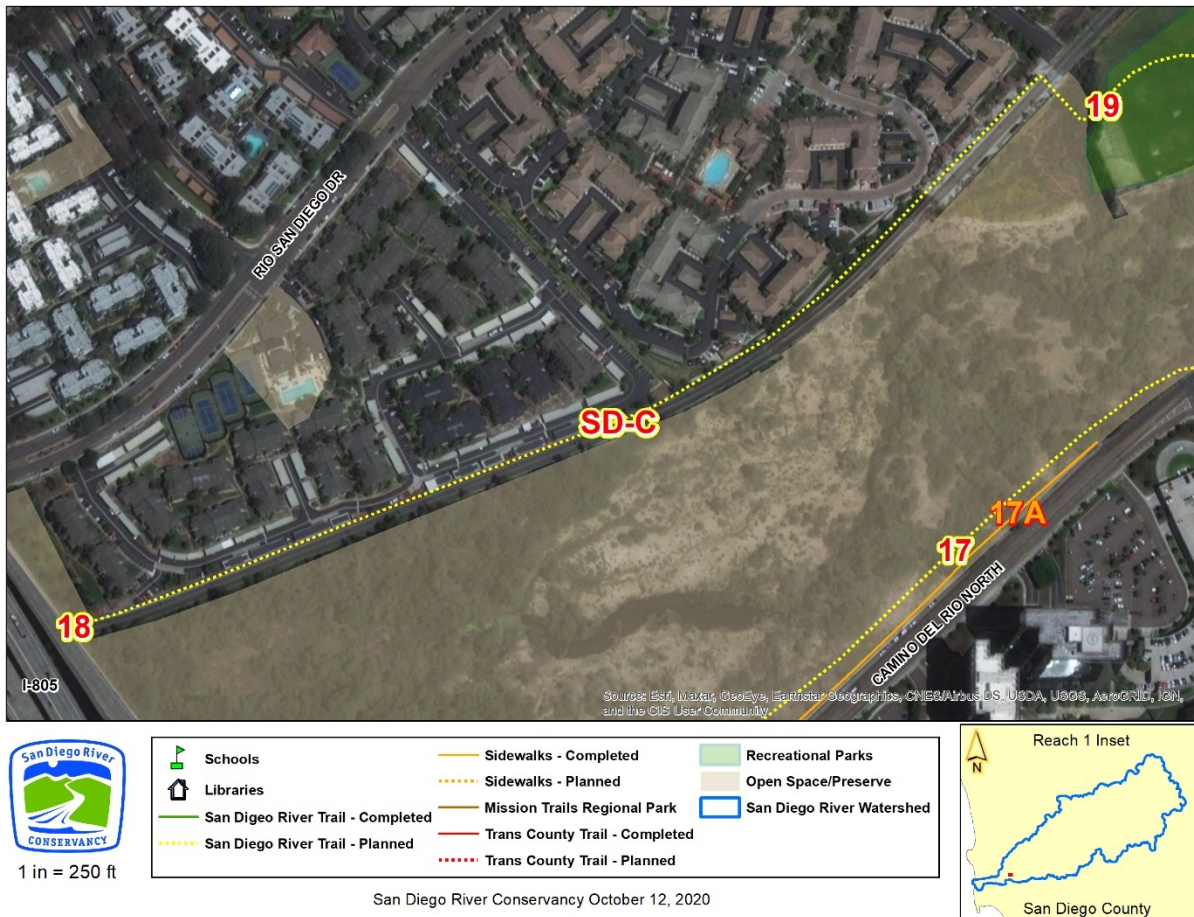 19
RIO SAN DIEGO DR
SD-C
17A
17
18
CAMINO DEL RIO NORTH
I-805
Source: Esri, Maxar, GeoEye, Earthstar Geographics, CNES/Airbus DS, USDA, USGS, AeroGRID, IGN,
and the GIS User Community
San Diego River
CONSERVANCY
1 in = 250 ft
Schools
Libraries
San Digeo River Trail - Completed
San Diego River Trail - Planned
Sidewalks - Completed
Sidewalks - Planned
Mission Trails Regional Park
Trans County Trail - Completed
Trans County Trail - Planned
Recreational Parks
Open Space/Preserve
San Diego River Watershed
San Diego River Conservancy October 12, 2020
Reach 1 Inset
N
San Diego County